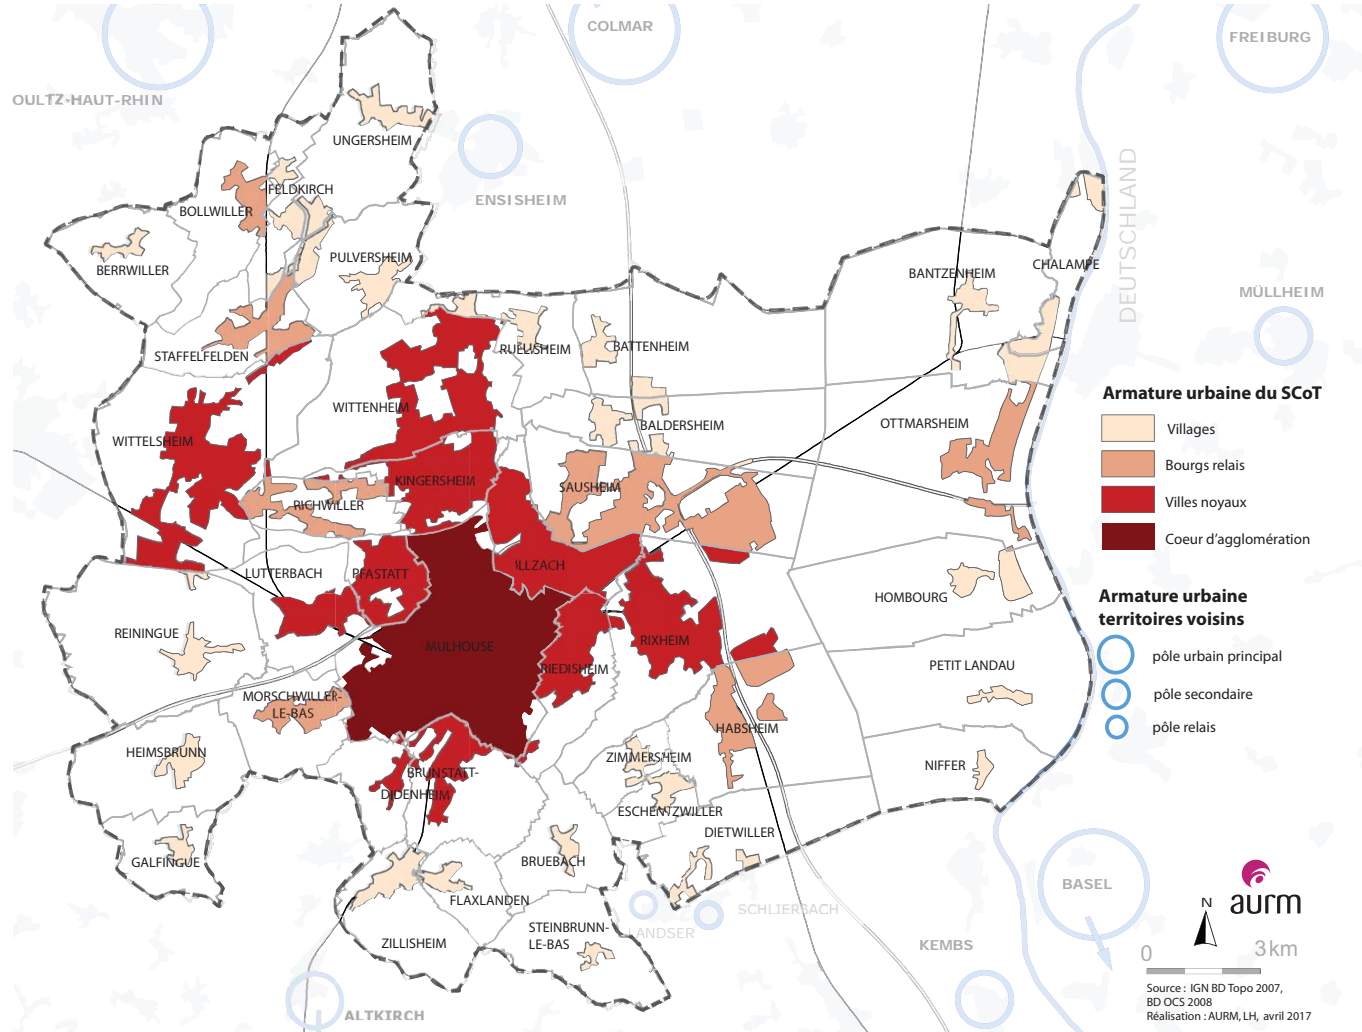 COLMAR
FREIBURG
OULTZ-HAUT-RHIN
UNGERSHEIM
DEUTSCHLAND
FELDKIRCH
ENSISHEIM
BOLLWILLER
PULVERSHEIM
BERRWILLER
CHALAMPE
BANTZENHEIM
MÜLLHEIM
STAFFELFELDEN
RUELISHEIM
BATTENHEIM
WITTENHEIM
BALDERSHEIM
OTTMARSHEIM
WITTELSHEIM
KINGERSHEIM
SAUSHEIM
RICHWILLER
LUTTERBACH
PFASTATT
ILLZACH
HOMBOURG
REININGUE
MULHOUSE
RIXHEIM
RIEDISHEIM
PETIT LANDAU
MORSCHWILLER-
LE-BAS
HABSHEIM
HEIMSBRUNN
ZIMMERSHEIM
NIFFER
BRUNSTATT-
DIDENHEIM
ESCHENTZWILLER
DIETWILLER
GALFINGUE
BRUEBACH
FLAXLANDEN
STEINBRUNN-
LE-BAS
ZILLISHEIM
LANDSER
SCHLIERBACH
KEMBS
BASEL
ALTKIRCH
Armature urbaine du SCoT
Villages
Bourgs relais
Villes noyaux
Coeur d'agglomération
Armature urbaine
territoires voisins
pôle urbain principal
pôle secondaire
pôle relais
aurm
N
0 3 km
Source : IGN BD Topo 2007,
BD OCS 2008
Réalisation : AURM, LH, avril 2017